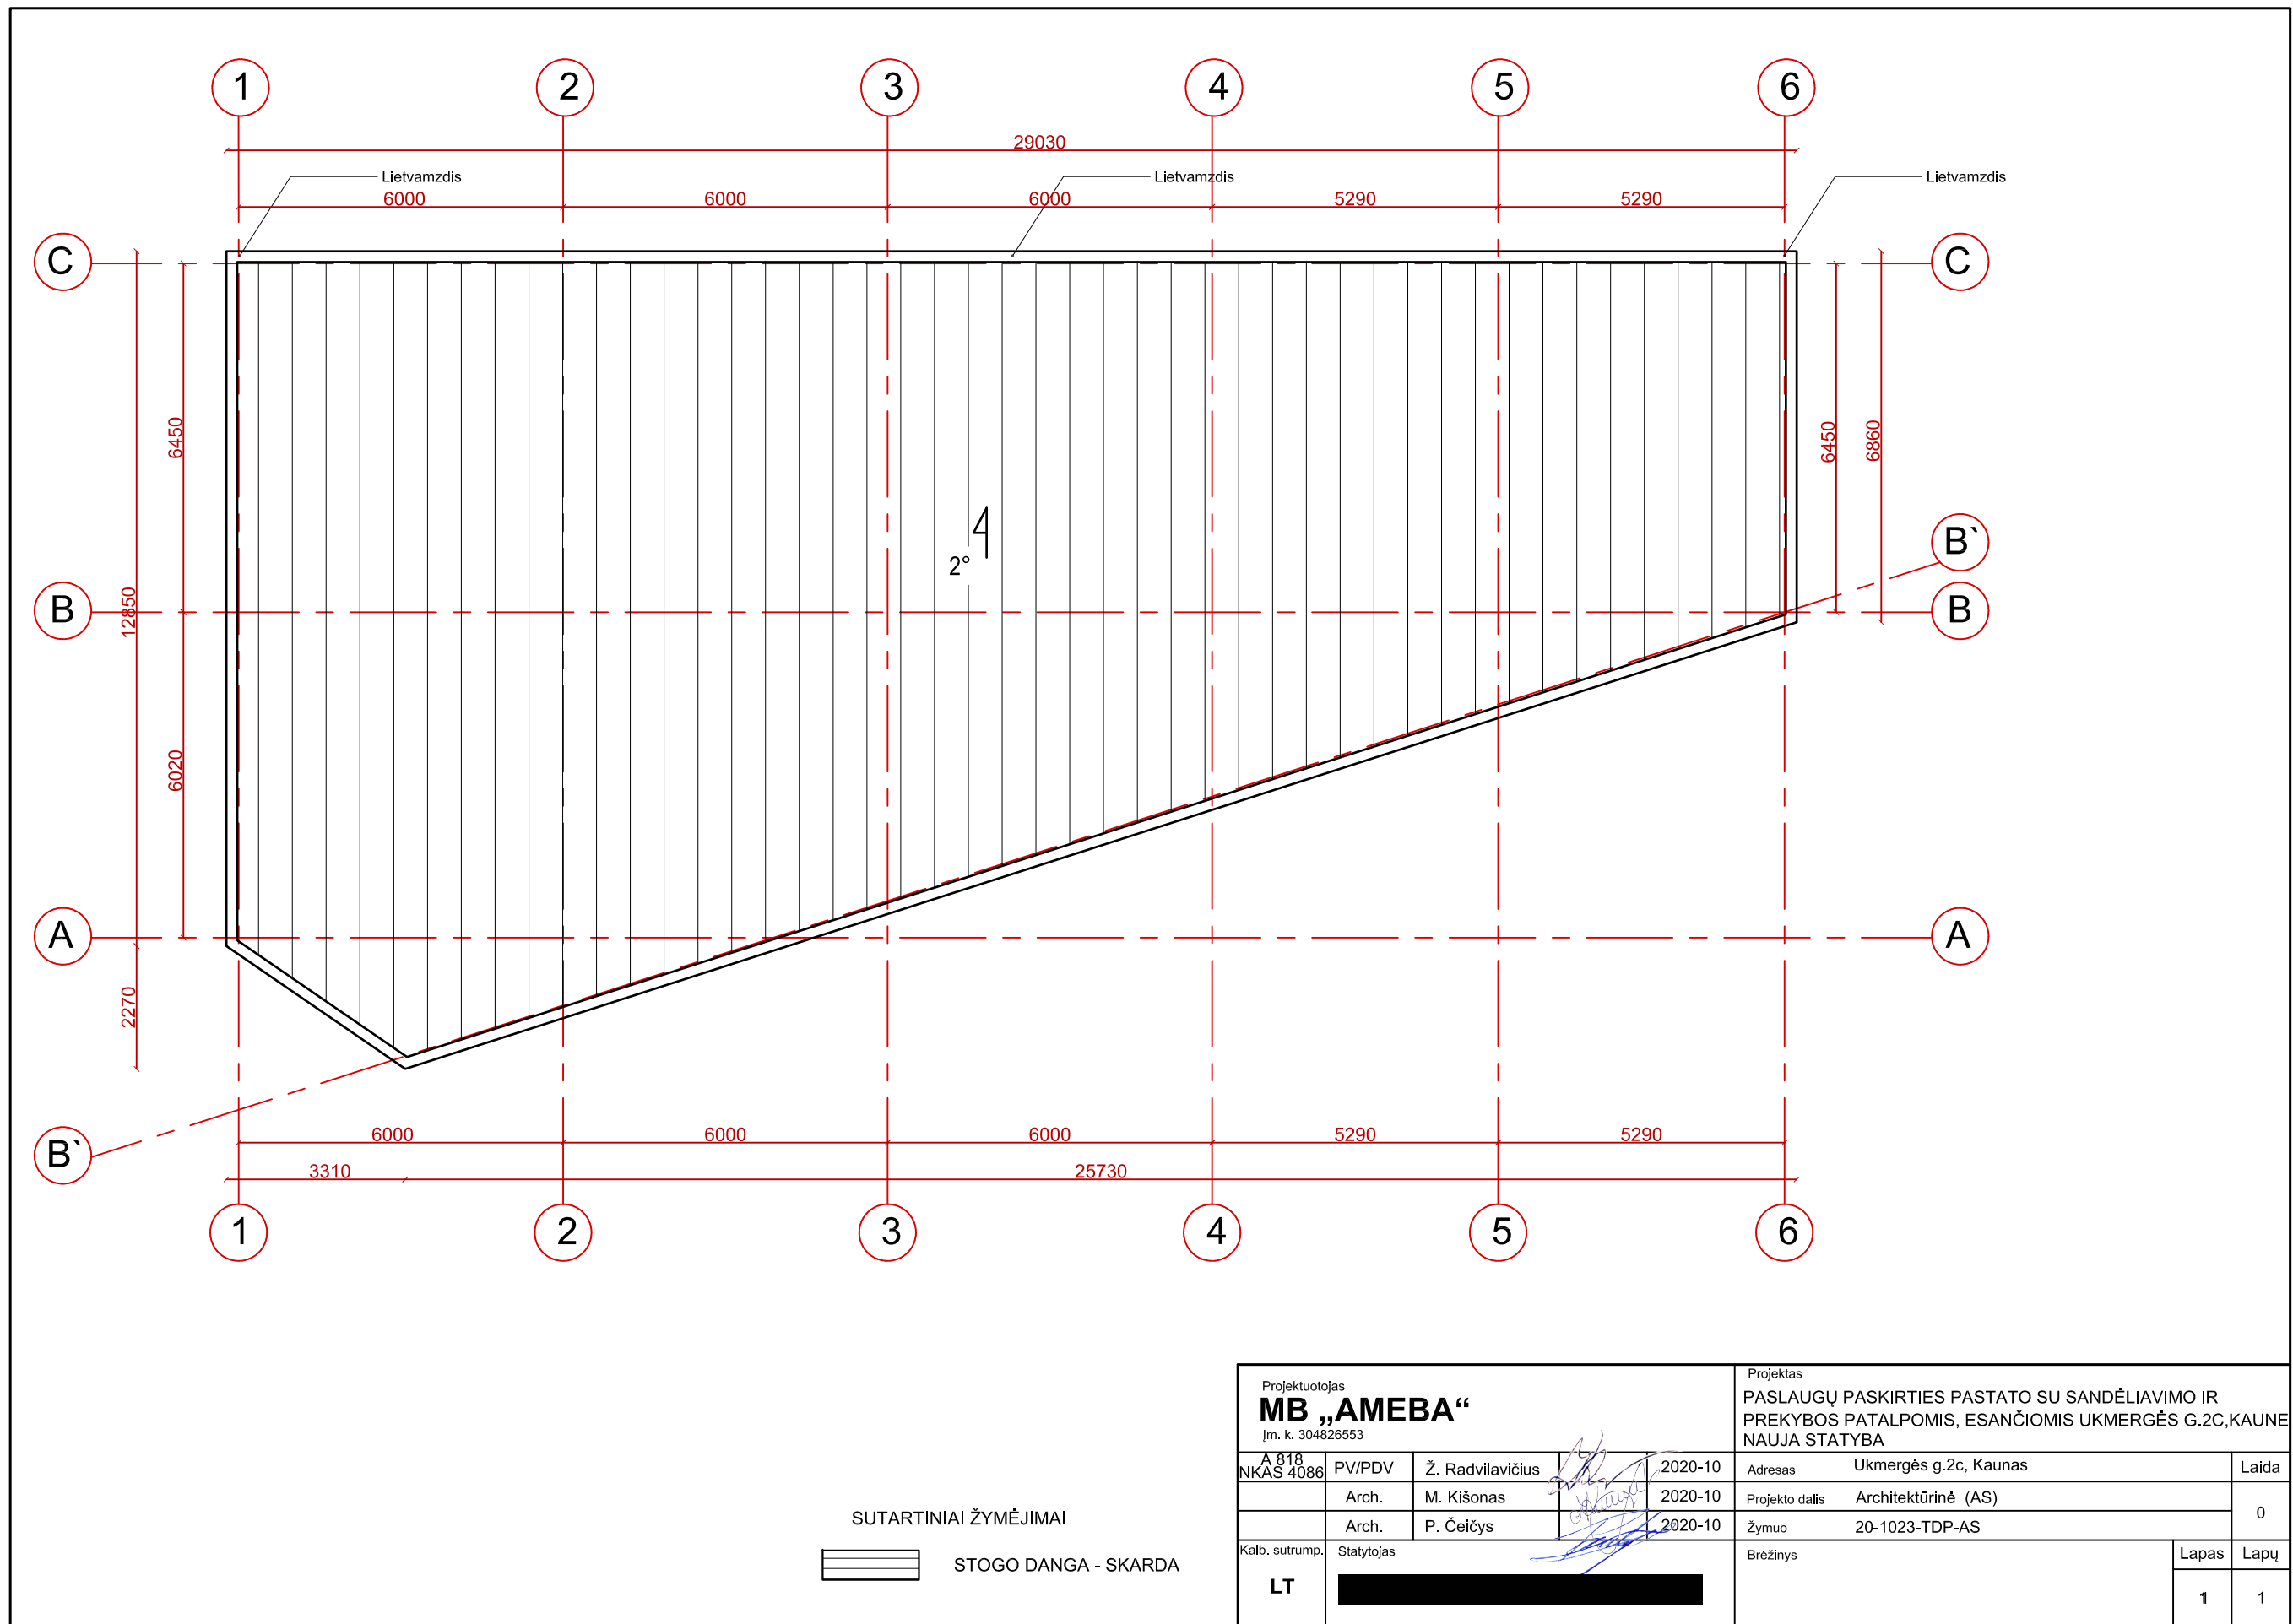 1 2 3 4 5 6
29030
Lietvamzdis Lietvamzdis Lietvamzdis
6000 6000 6000 5290 5290
C C
6450 6450 6860
2°
B`
12850
B B
6020
A A
2270
6000 6000 6000 5290 5290
B`
3310 25730
1 2 3 4 5 6
SUTARTINIAI ŽYMĖJIMAI
STOGO DANGA - SKARDA
Projektuotojas
MB „AMEBA“
Įm. k. 304826553
Projektas
PASLAUGŲ PASKIRTIES PASTATO SU SANDĖLIAVIMO IR
PREKYBOS PATALPOMIS, ESANČIOMIS UKMERGĖS G.2C,KAUNE
NAUJA STATYBA
A 818
NKAS 4086 PV/PDV Ž. Radvilavičius 2020-10
Arch. M. Kišonas 2020-10
Arch. P. Čeičys 2020-10
Adresas Ukmergės g.2c, Kaunas Laida
Projekto dalis Architektūrinė (AS)
0
Žymuo 20-1023-TDP-AS
Kalb. sutrump. Statytojas
LT
Brėžinys Lapas Lapų
1 1